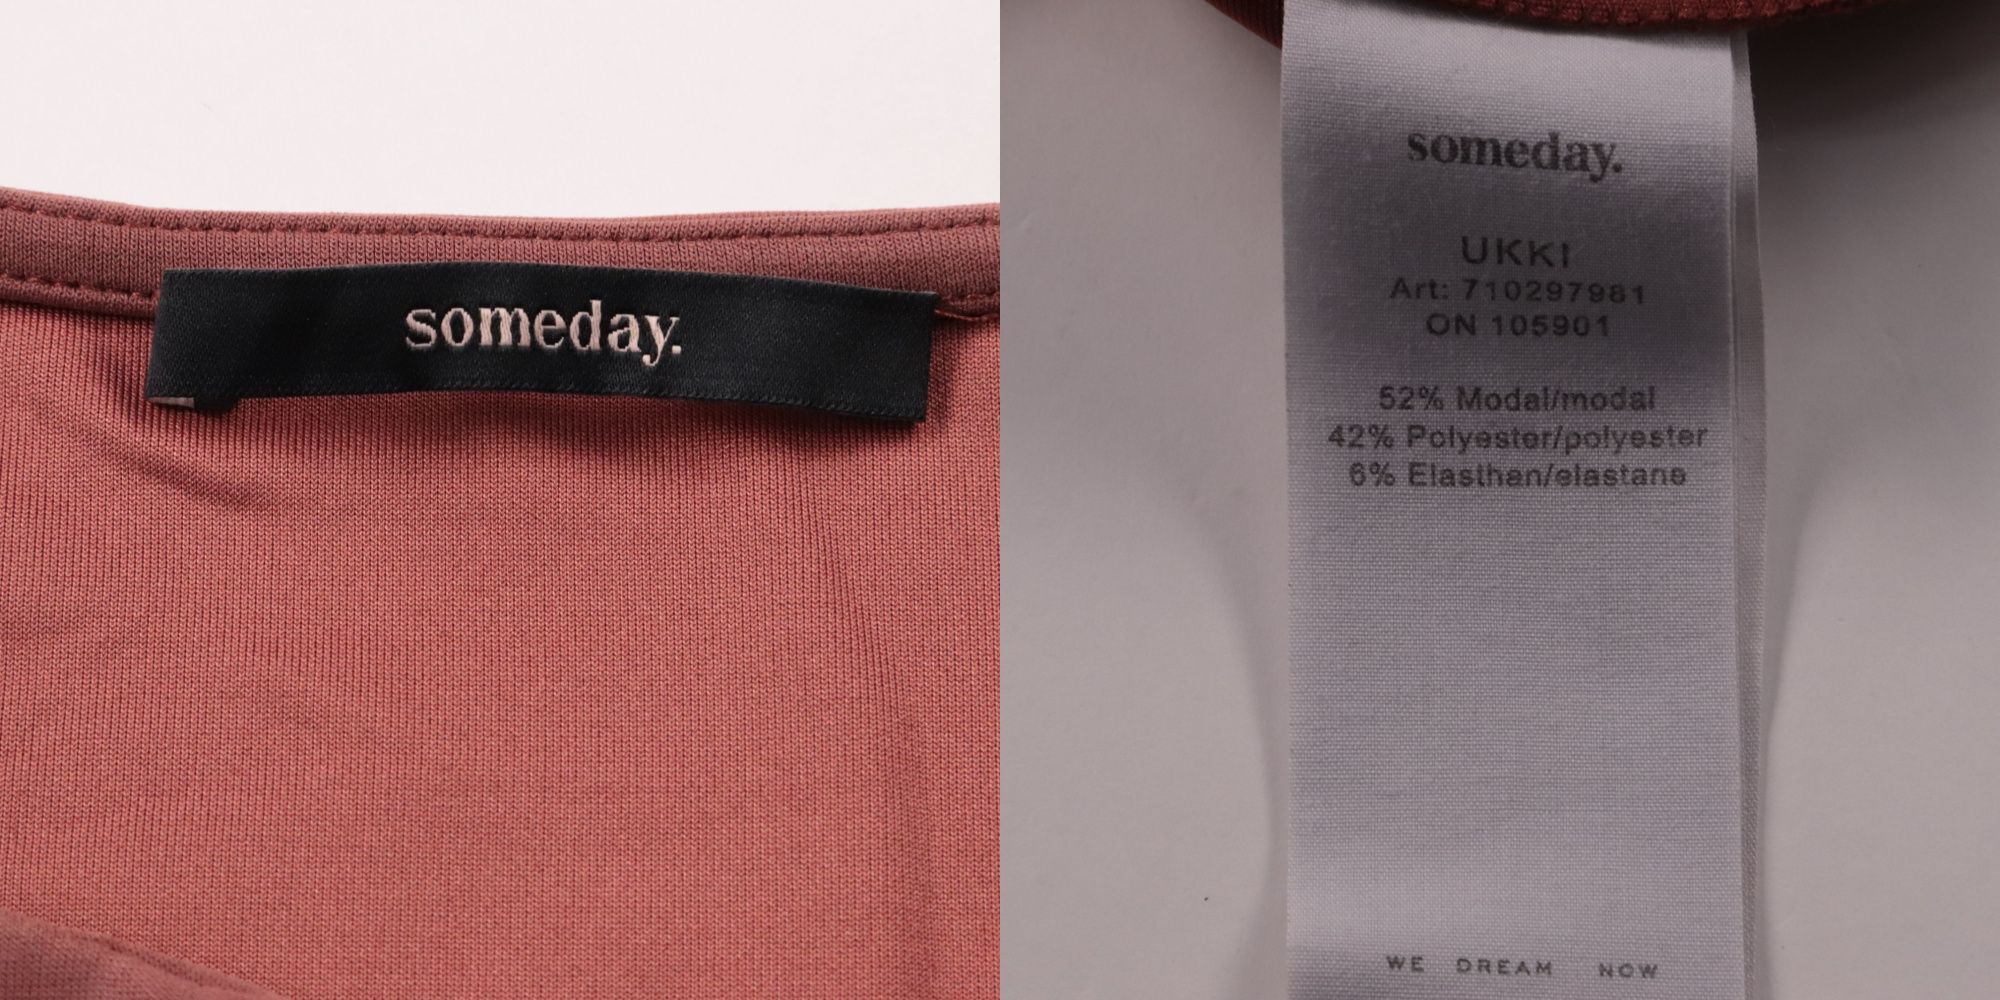 someday.
someday.
UKKI
Art: 710297981
ON 105901
52% Modal/modal
42% Polyester/polyester
6% Elasthan/elastane
WE DREAM NOW